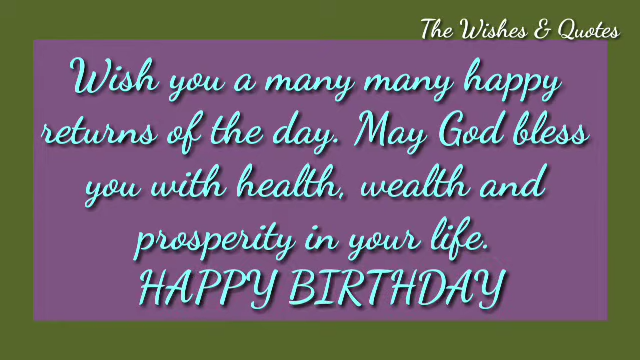 The Wishes & Quotes
Wish you a many many happy
returns of the day. May God bless
you with health, wealth and
prosperity in your life.
HAPPY BIRTHDAY